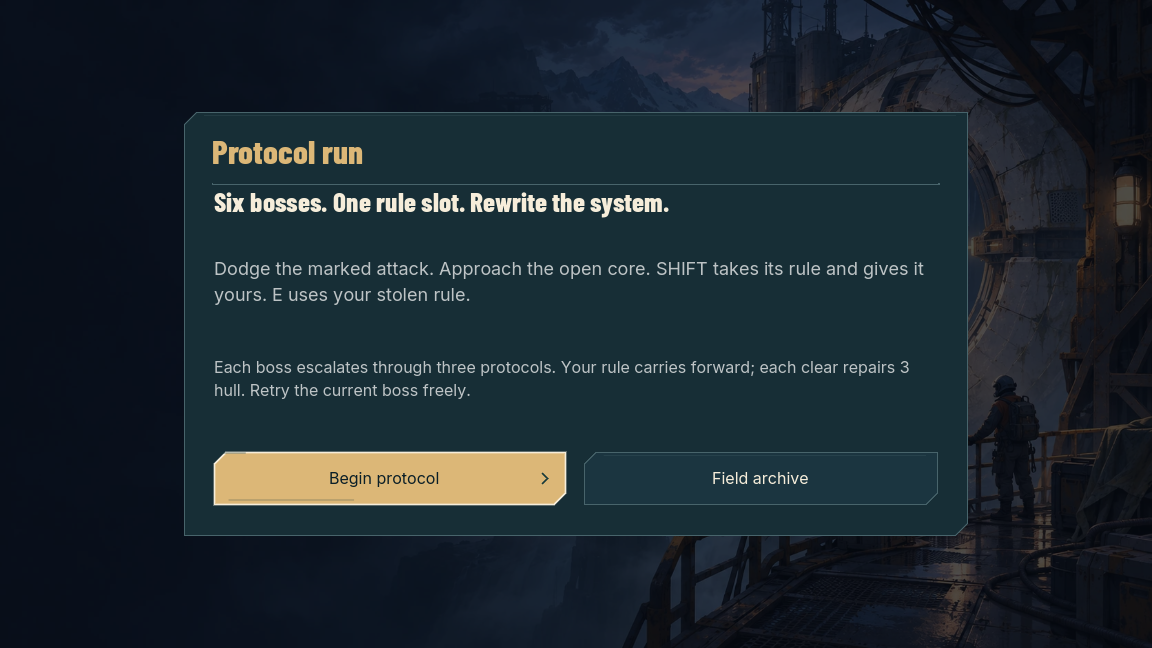 Protocol run
Six bosses. One rule slot. Rewrite the system.
Dodge the marked attack. Approach the open core. SHIFT takes its rule and gives it
yours. E uses your stolen rule.
Each boss escalates through three protocols. Your rule carries forward; each clear repairs 3
hull. Retry the current boss freely.
Begin protocol
Field archive